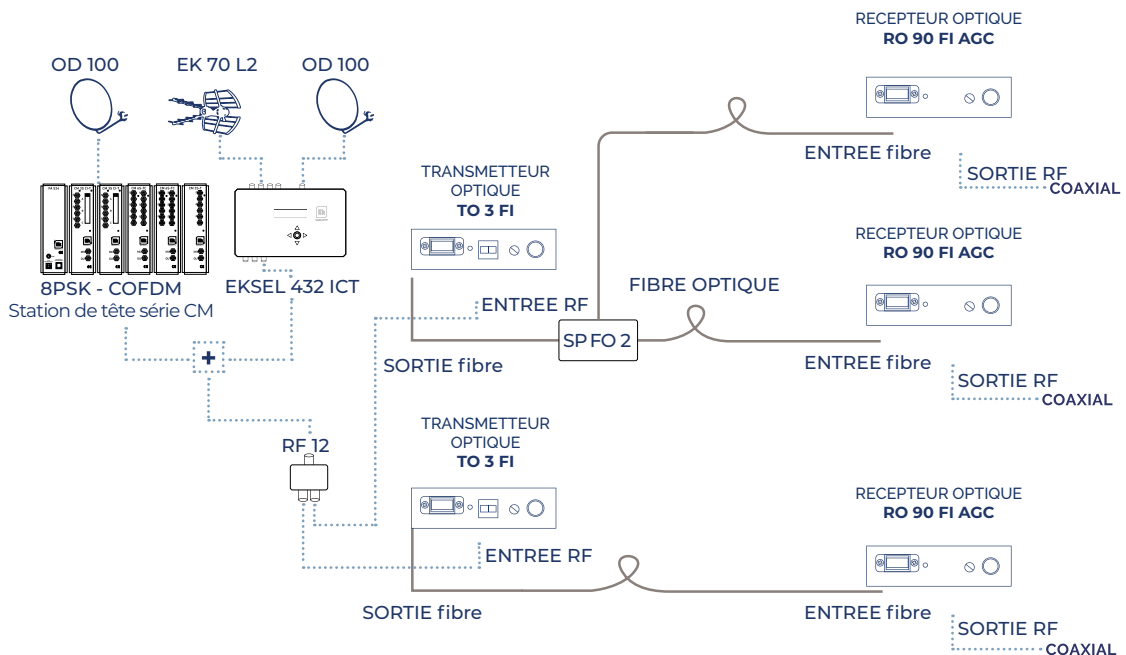 RECEPTEUR OPTIQUE
RO 90 FI AGC
OD 100
EK 70 L2
OD 100
ENTREE fibre
SORTIE RF
COAXIAL
TRANSMETTEUR
OPTIQUE
TO 3 FI
RECEPTEUR OPTIQUE
RO 90 FI AGC
8PSK - COFDM
Station de tête série CM
EKSEL 432 ICT
ENTREE RF
FIBRE OPTIQUE
SP FO 2
SORTIE fibre
ENTREE fibre
SORTIE RF
COAXIAL
+
TRANSMETTEUR
OPTIQUE
TO 3 FI
RF 12
RECEPTEUR OPTIQUE
RO 90 FI AGC
ENTREE RF
SORTIE fibre
ENTREE fibre
SORTIE RF
COAXIAL